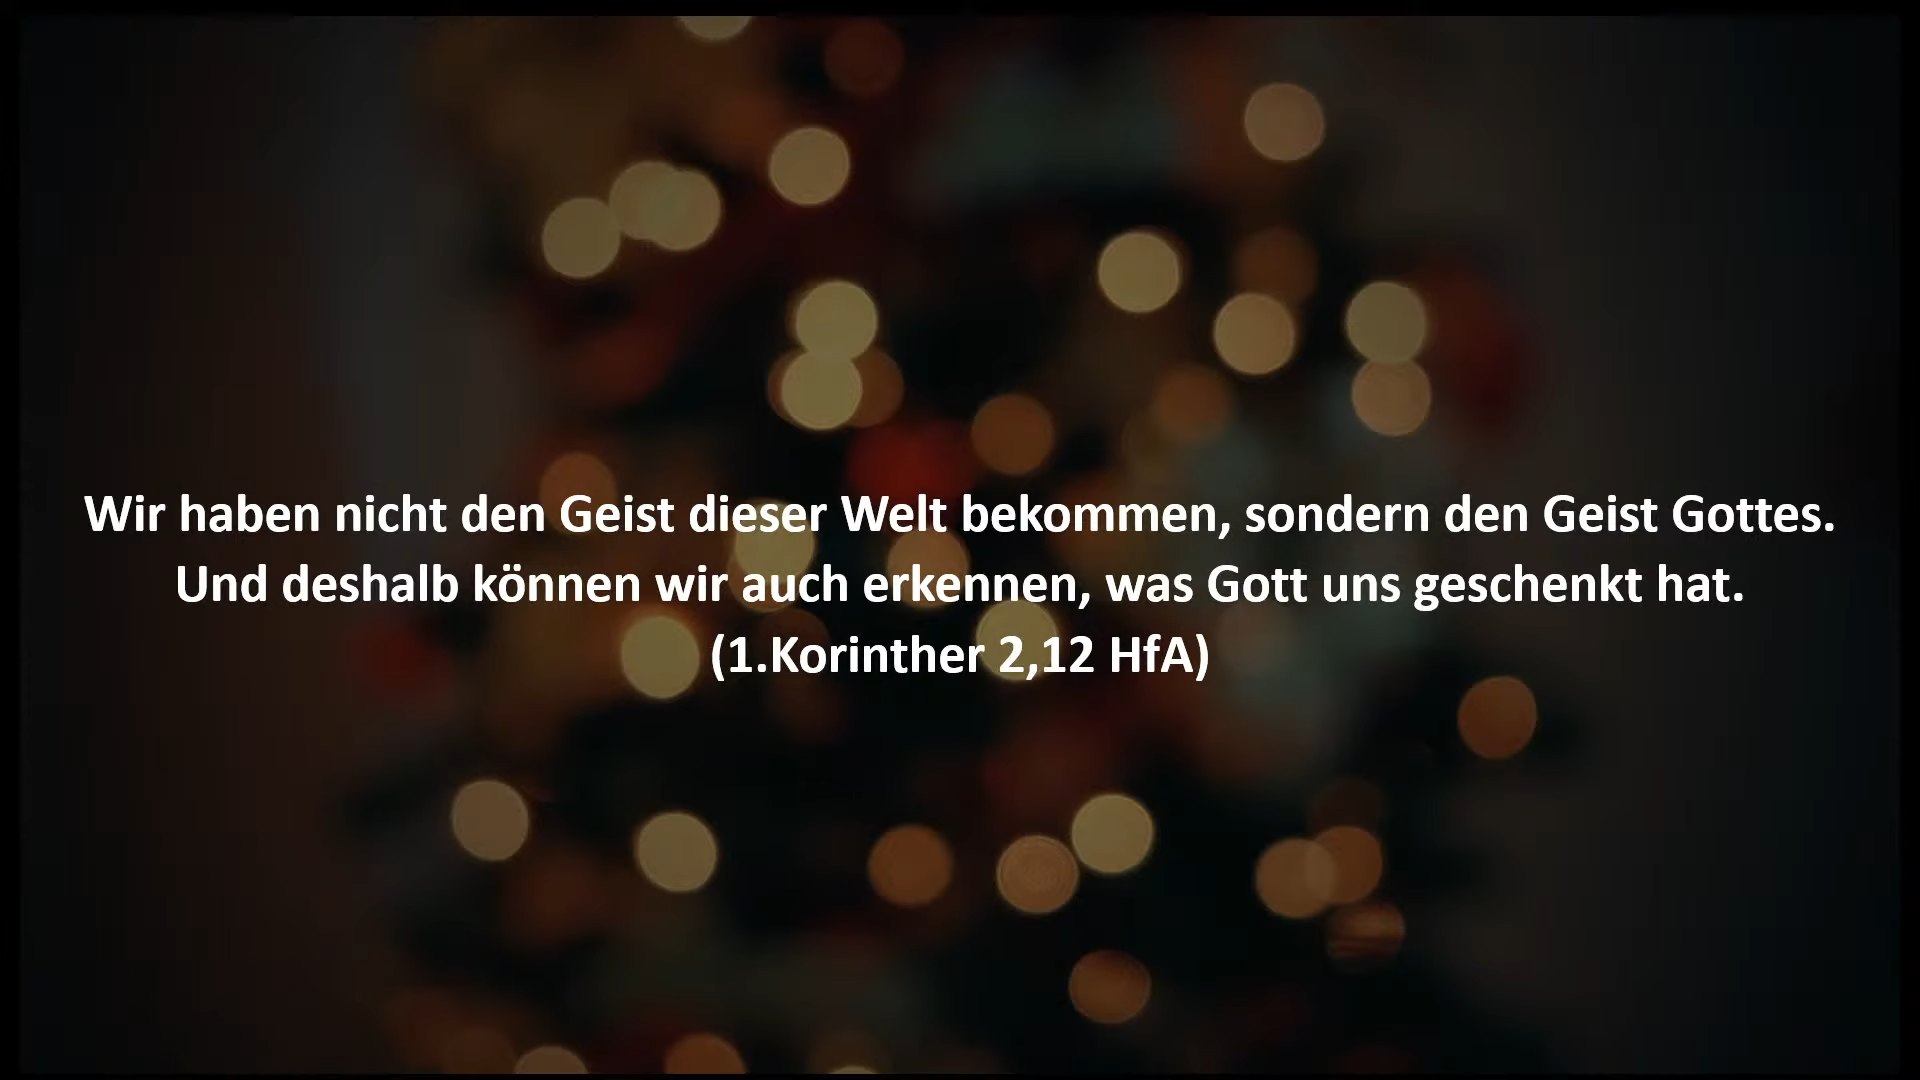 Wir haben nicht den Geist dieser Welt bekommen, sondern den Geist Gottes.
Und deshalb können wir auch erkennen, was Gott uns geschenkt hat.
(1.Korinther 2,12 HfA)